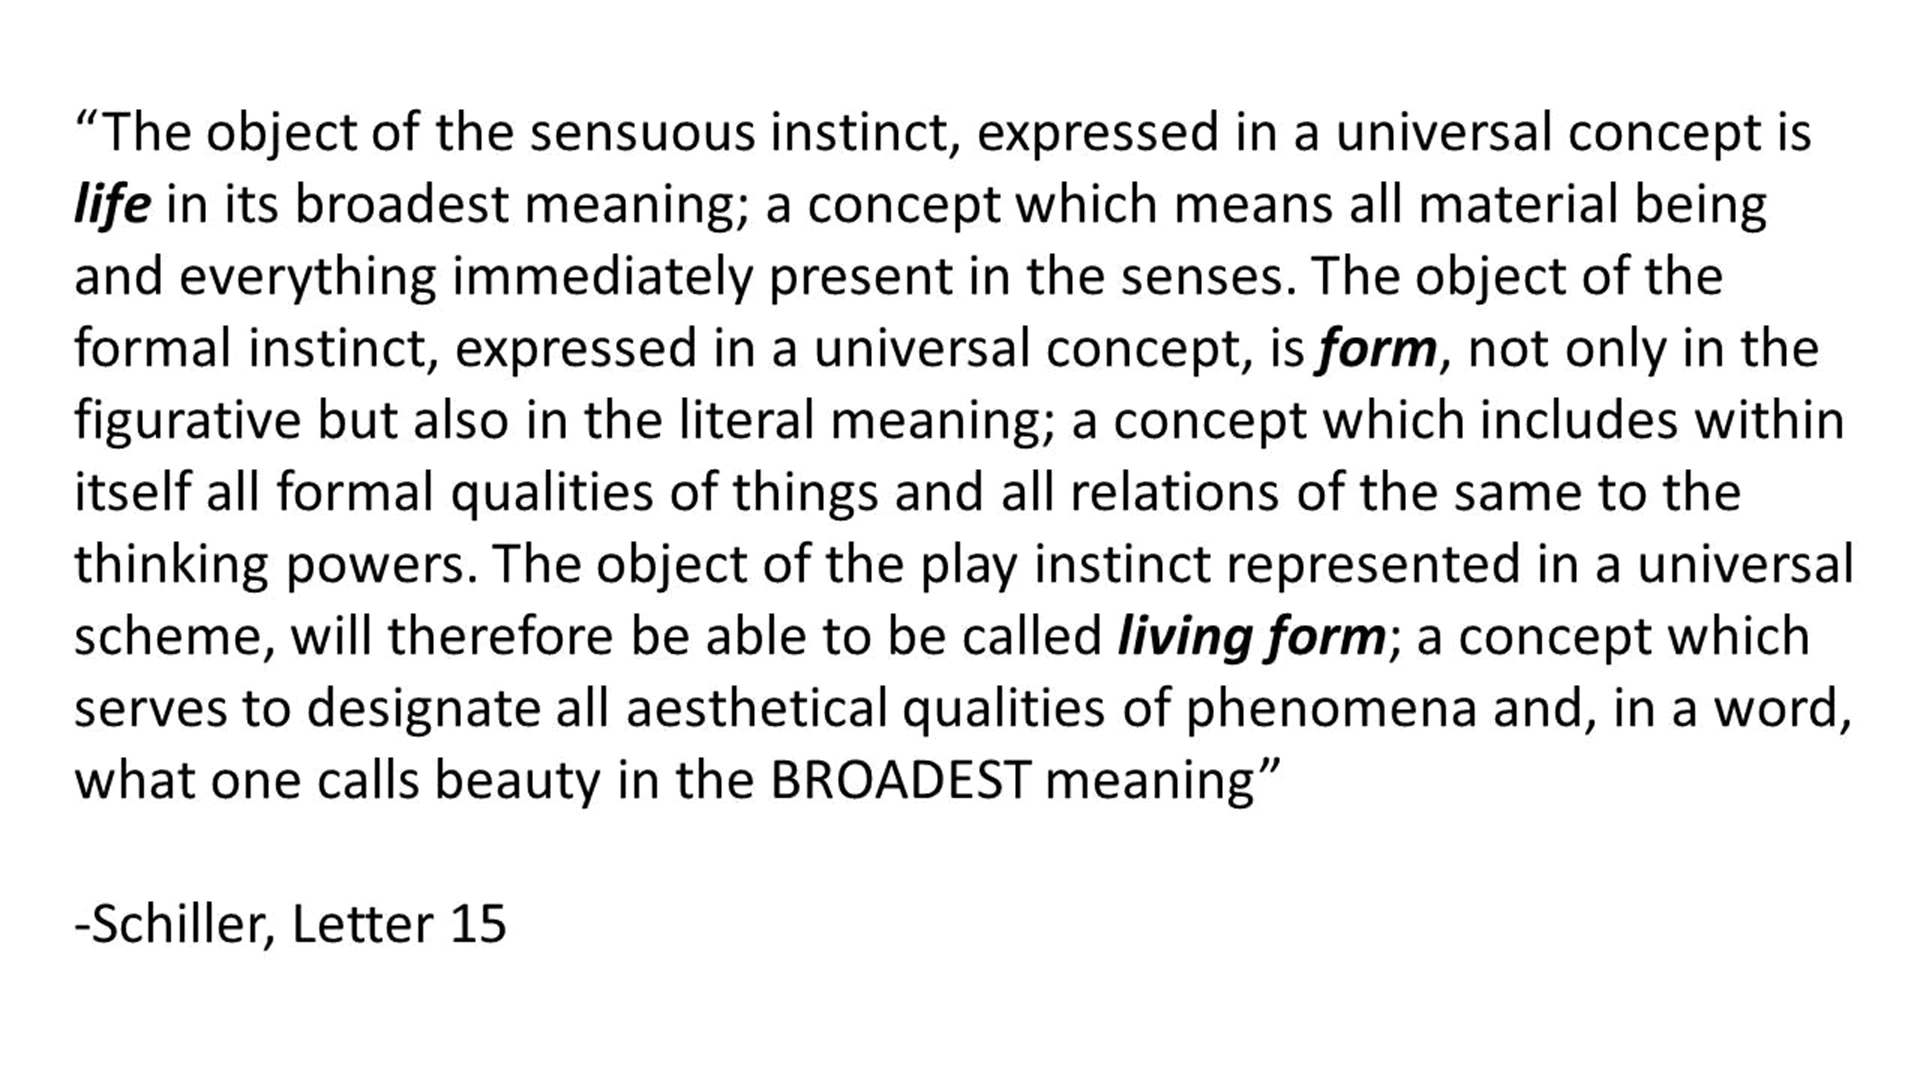 “The object of the sensuous instinct, expressed in a universal concept is
life in its broadest meaning; a concept which means all material being
and everything immediately present in the senses. The object of the
formal instinct, expressed in a universal concept, is form, not only in the
figurative but also in the literal meaning; a concept which includes within
itself all formal qualities of things and all relations of the same to the
thinking powers. The object of the play instinct represented in a universal
scheme, will therefore be able to be called living form; a concept which
serves to designate all aesthetical qualities of phenomena and, in a word,
what one calls beauty in the BROADEST meaning”
-Schiller, Letter 15